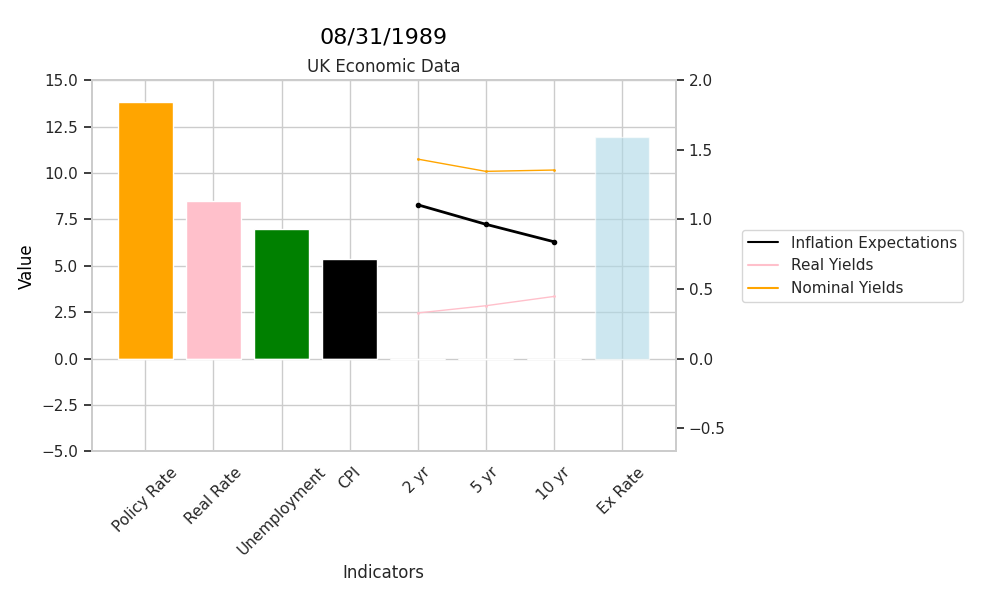 08/31/1989
UK Economic Data
15.0
12.5
10.0
7.5
5.0
2.5
0.0
−2.5
−5.0
Value
2.0
1.5
1.0
0.5
0.0
−0.5
Inflation Expectations
Real Yields
Nominal Yields
Policy Rate
Real Rate
Unemployment
CPI
2 yr
5 yr
10 yr
Ex Rate
Indicators